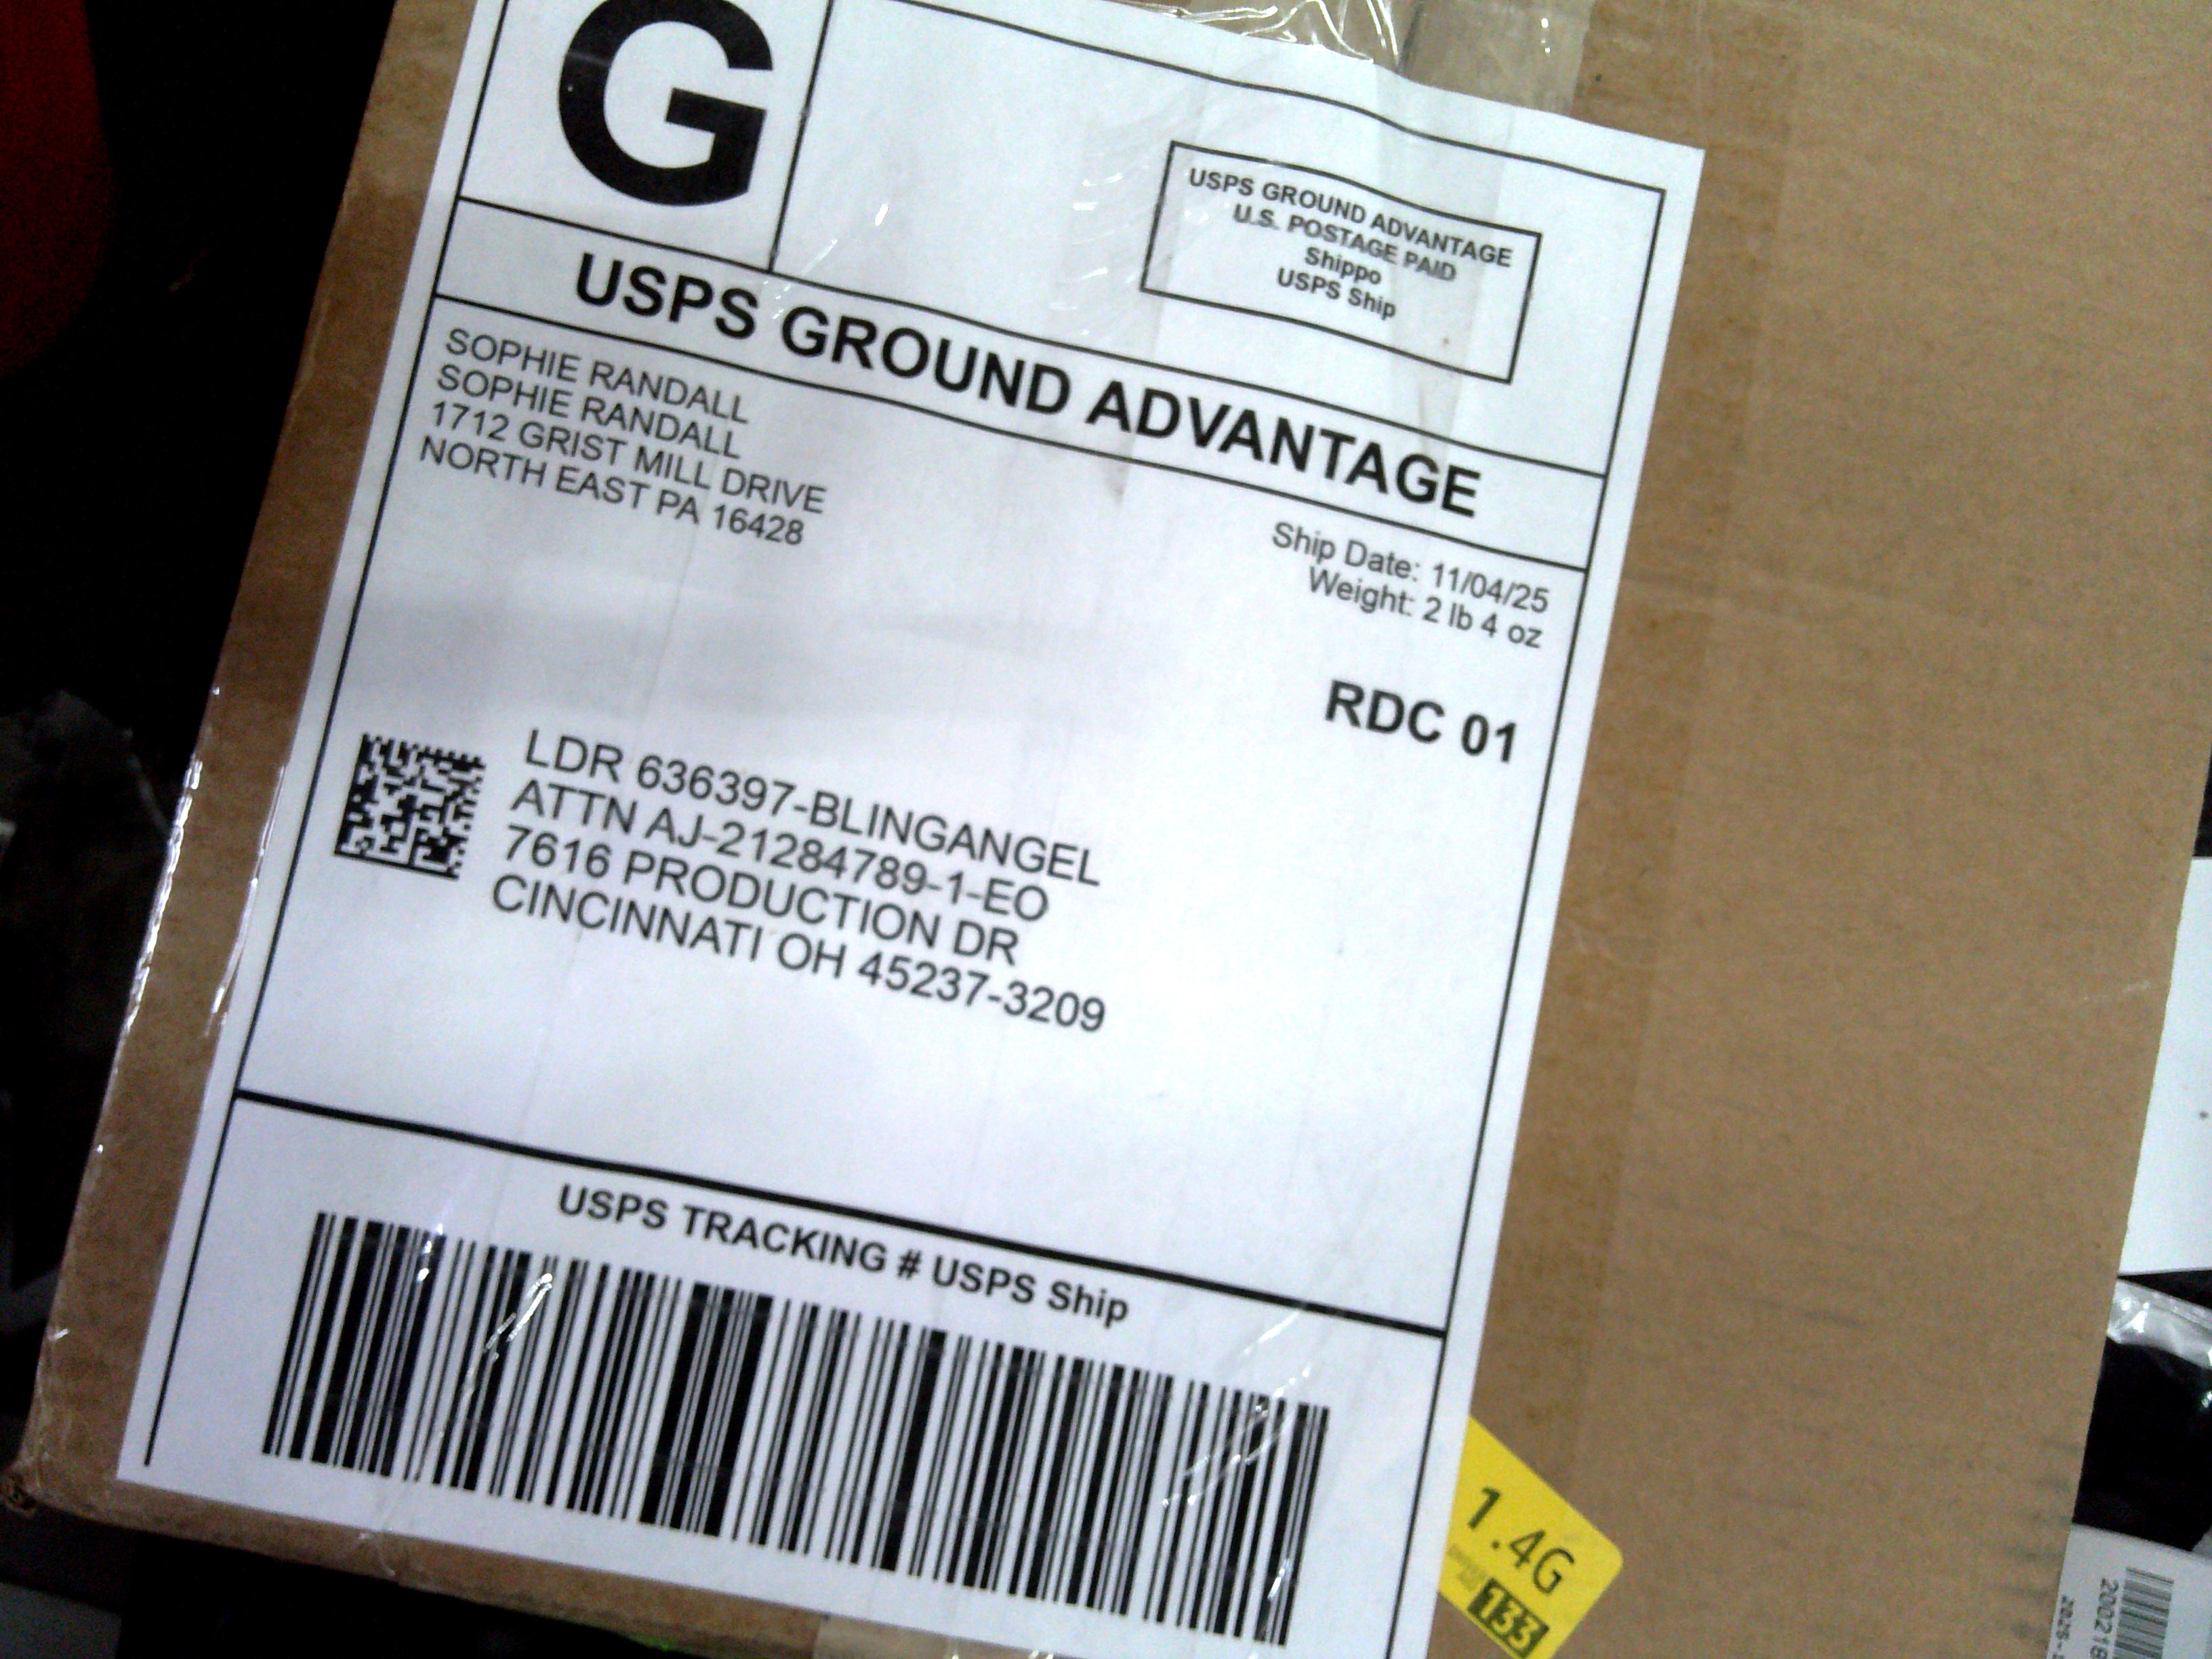 G
USPS GROUND ADVANTAGE
U.S. POSTAGE PAID
Shippo
USPS Ship
USPS GROUND ADVANTAGE
SOPHIE RANDALL
SOPHIE RANDALL
1712 GRIST MILL DRIVE
NORTH EAST PA 16428
Ship Date: 11/04/25
Weight: 2 lb 4 oz
RDC 01
LDR 636397-BLINGANGEL
ATTN AJ-21284789-1-EO
7616 PRODUCTION DR
CINCINNATI OH 45237-3209
USPS TRACKING # USPS Ship
1.4G
133